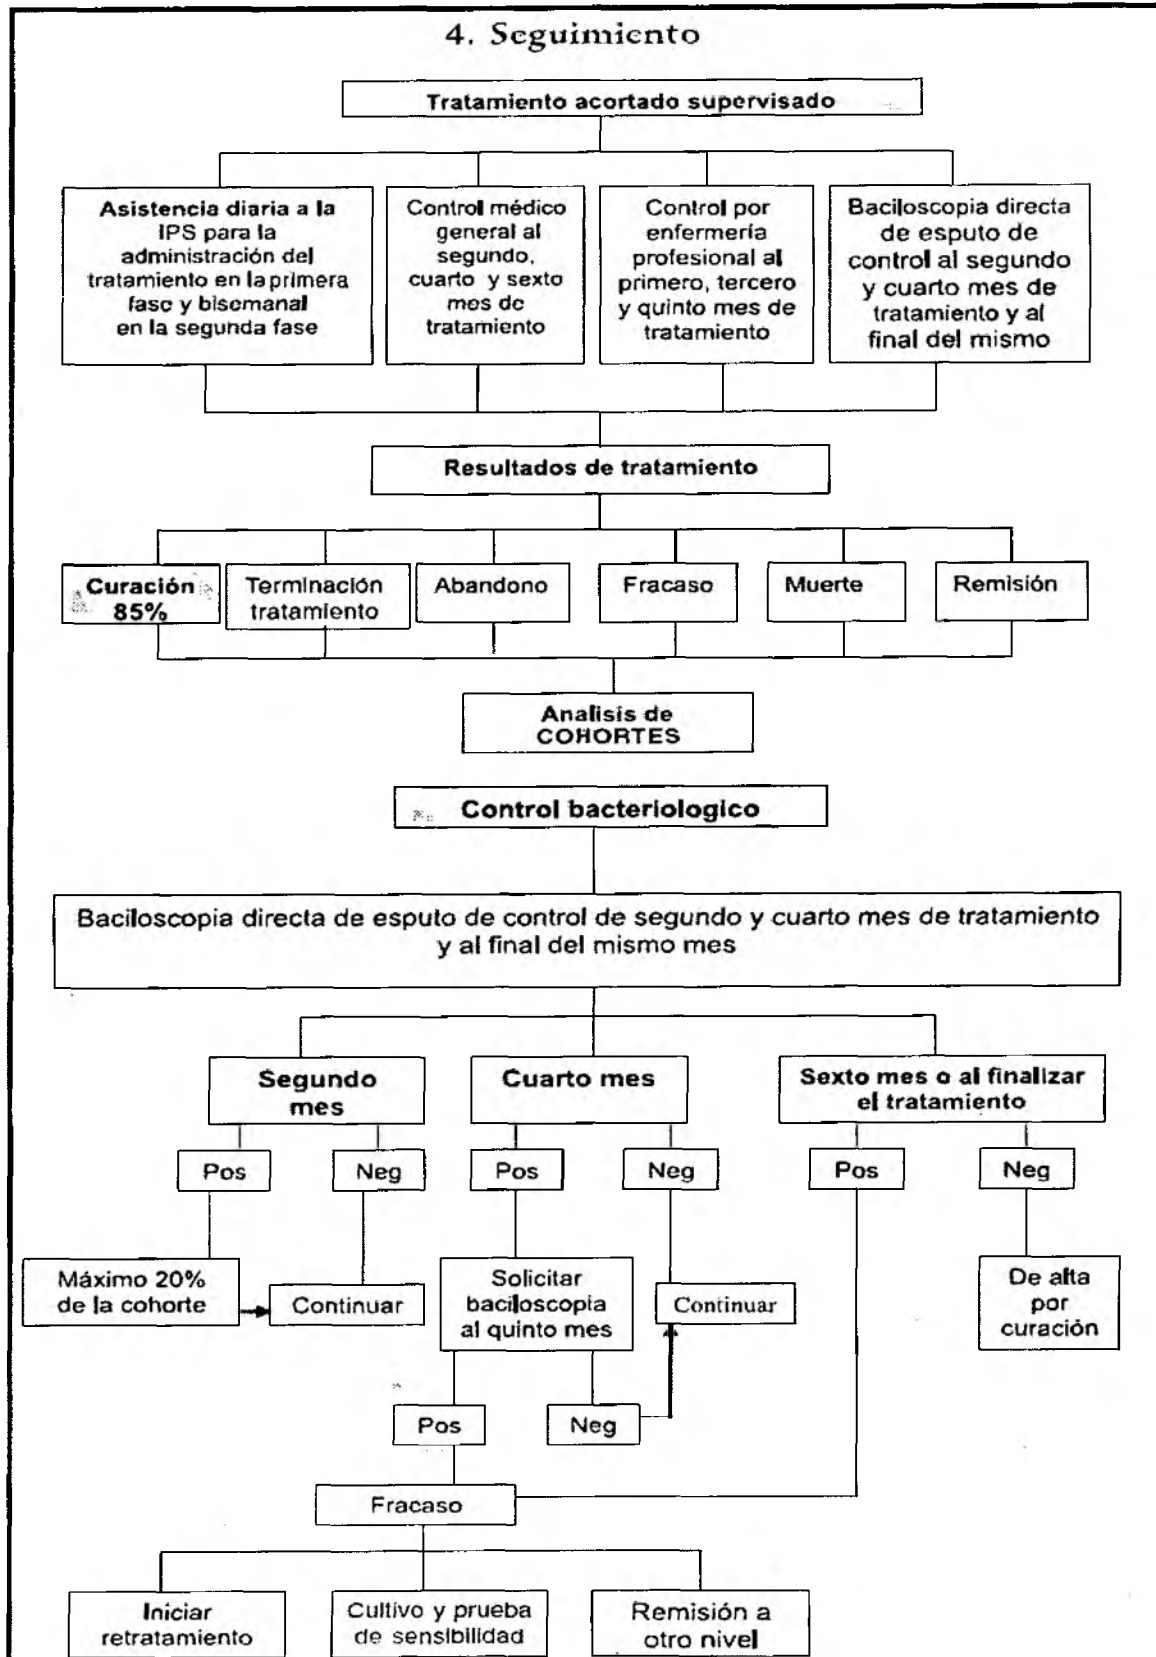 4. Seguimiento
Tratamiento acortado supervisado
Asistencia diaria a la
IPS para la
administración del
tratamiento en la primera
fase y bisemanal
en la segunda fase
Control médico
general al
segundo,
cuarto y sexto
mes de
tratamiento
Control por
enfermería
profesional al
primero, tercero
y quinto mes de
tratamiento
Baciloscopia directa
de esputo de
control al segundo
y cuarto mes de
tratamiento y al
final del mismo
Resultados de tratamiento
Curación
85%
Terminación
tratamiento
Abandono
Fracaso
Muerte
Remisión
Analisis de
COHORTES
Control bacteriologico
Baciloscopia directa de esputo de control de segundo y cuarto mes de tratamiento
y al final del mismo mes
Segundo
mes
Cuarto mes
Sexto mes o al finalizar
el tratamiento
Pos
Neg
Pos
Neg
Pos
Neg
Máximo 20%
de la cohorte
Continuar
Solicitar
baciloscopia
al quinto mes
Continuar
De alta
por
curación
Pos
Neg
Fracaso
Iniciar
retratamiento
Cultivo y prueba
de sensibilidad
Remisión a
otro nivel